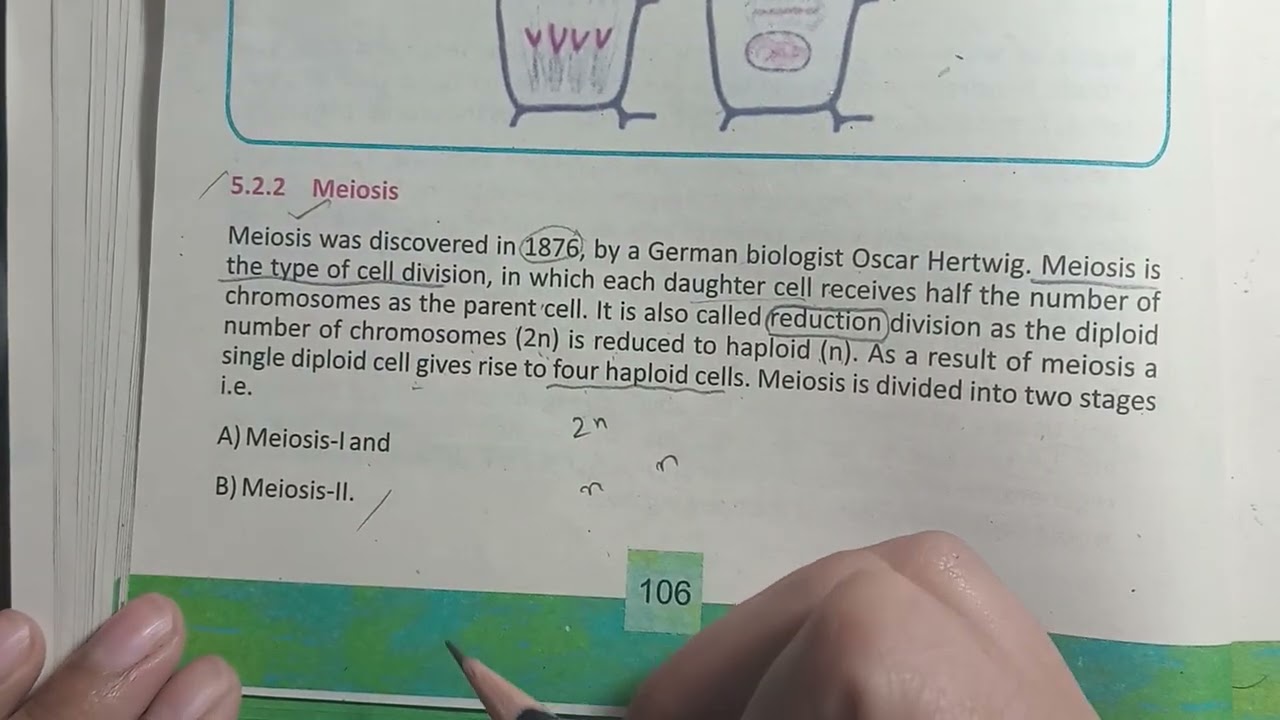 5.2.2 Meiosis
Meiosis was discovered in 1876, by a German biologist Oscar Hertwig. Meiosis is
the type of cell division, in which each daughter cell receives half the number of
chromosomes as the parent cell. It is also called reduction division as the diploid
number of chromosomes (2n) is reduced to haploid (n). As a result of meiosis a
single diploid cell gives rise to four haploid cells. Meiosis is divided into two stages
i.e.
2n
A) Meiosis-I and
n
B) Meiosis-II.
n
106